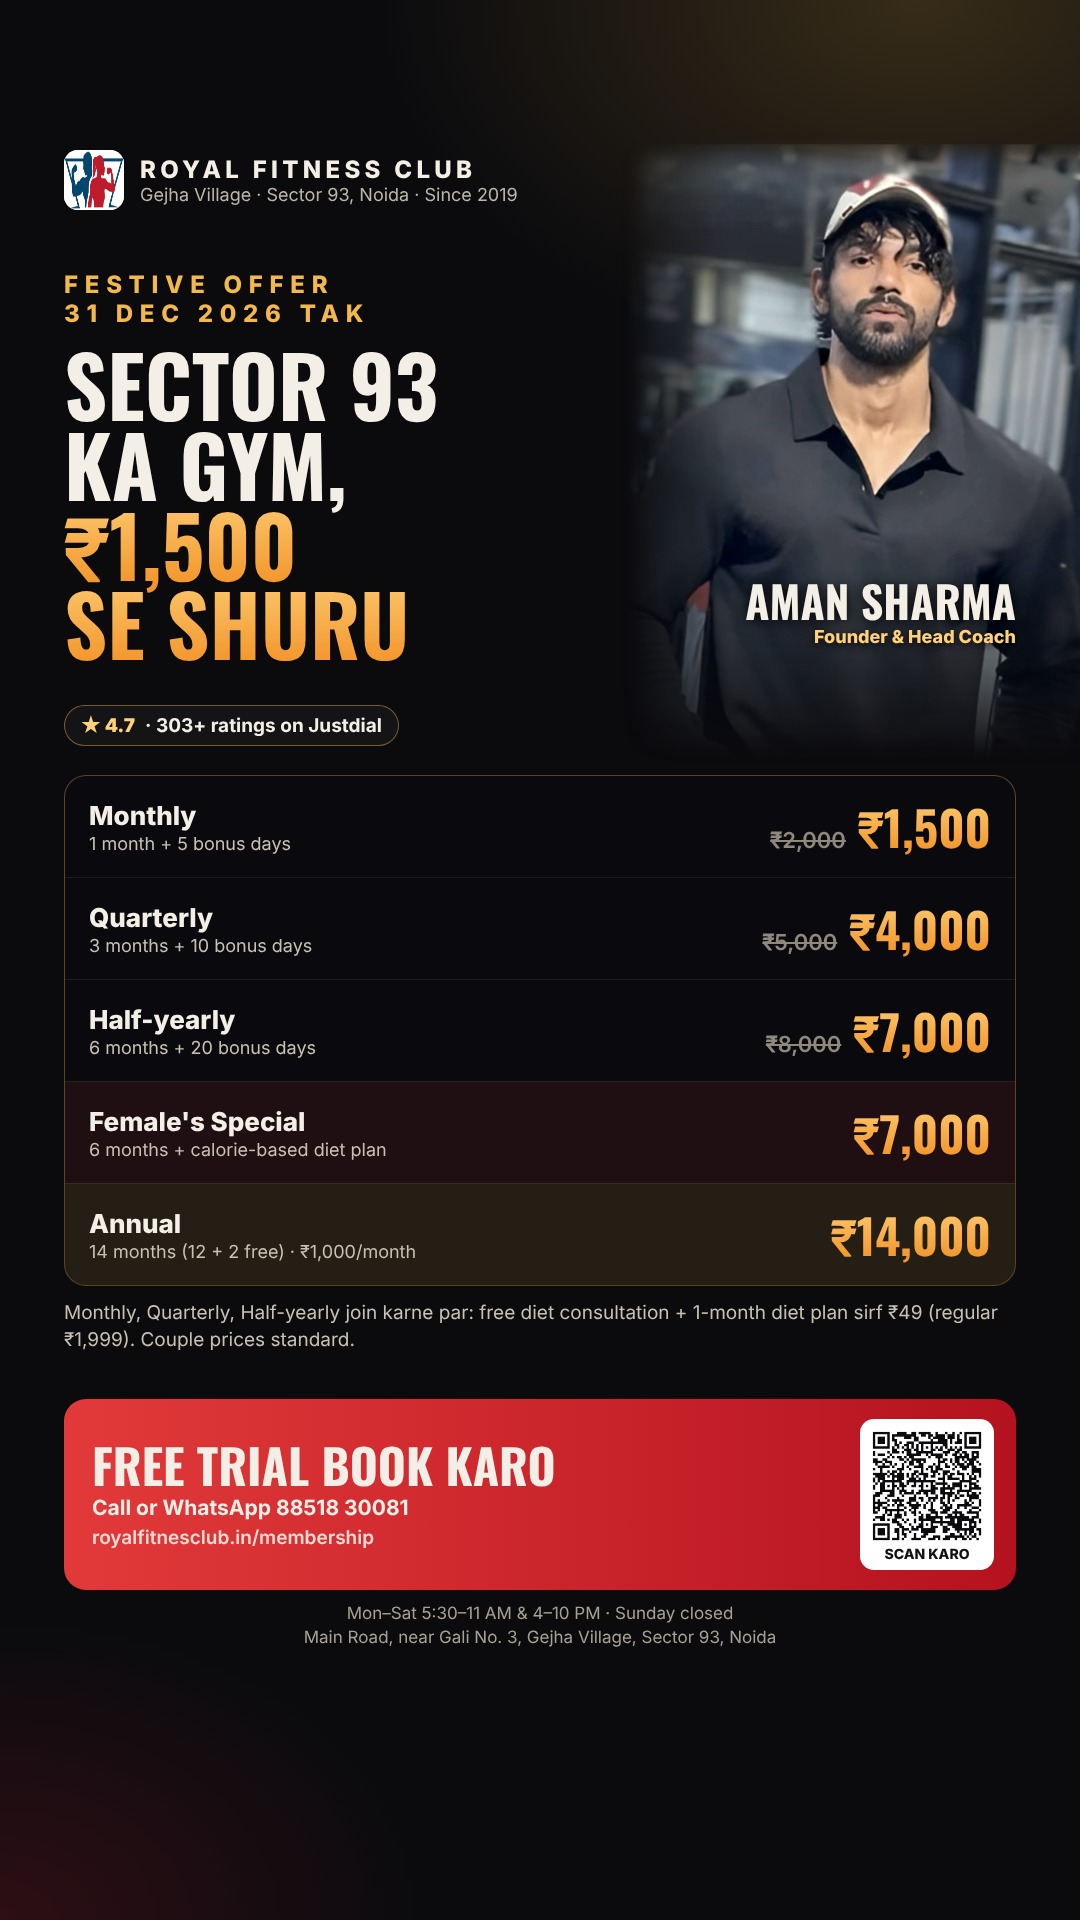 ROYAL FITNESS CLUB
Gejha Village · Sector 93, Noida · Since 2019
FESTIVE OFFER
31 DEC 2026 TAK
SECTOR 93
KA GYM,
₹1,500
SE SHURU
AMAN SHARMA
Founder & Head Coach
★ 4.7 · 303+ ratings on Justdial
Monthly
1 month + 5 bonus days
₹2,000 ₹1,500
Quarterly
3 months + 10 bonus days
₹5,000 ₹4,000
Half-yearly
6 months + 20 bonus days
₹8,000 ₹7,000
Female's Special
6 months + calorie-based diet plan
₹7,000
Annual
14 months (12 + 2 free) · ₹1,000/month
₹14,000
Monthly, Quarterly, Half-yearly join karne par: free diet consultation + 1-month diet plan sirf ₹49 (regular
₹1,999). Couple prices standard.
FREE TRIAL BOOK KARO
Call or WhatsApp 88518 30081
royalfitnesclub.in/membership
SCAN KARO
Mon–Sat 5:30–11 AM & 4–10 PM · Sunday closed
Main Road, near Gali No. 3, Gejha Village, Sector 93, Noida